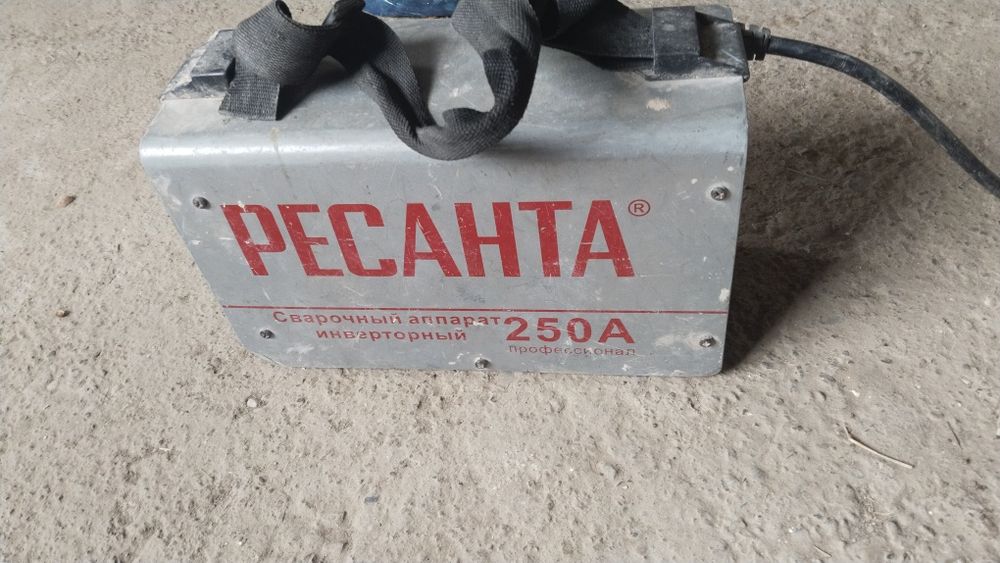 РЕСАНТА®
Сварочный аппарат
инверторный 250А
профессионал